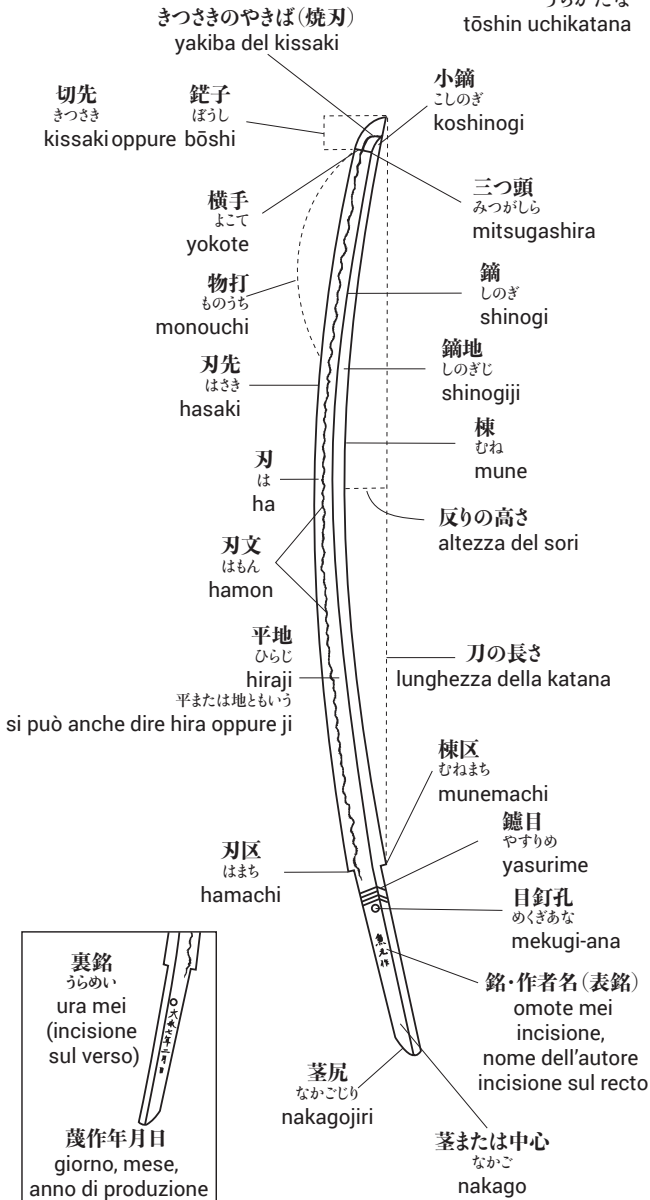 きつさきのやきば（焼刃）
yakiba del kissaki
tōshin uchikatana
切先
きつさき
kissaki oppure
鋩子
ぼうし
bōshi
小鎬
こしのぎ
koshinogi
横手
よこて
yokote
三つ頭
みつがしら
mitsugashira
物打
ものうち
monouchi
鎬
しのぎ
shinogi
刃先
はさき
hasaki
鎬地
しのぎじ
shinogiji
棟
むね
mune
刃
は
ha
反りの高さ
altezza del sori
刃文
はもん
hamon
平地
ひらじ
hiraji
平または地ともいう
si può anche dire hira oppure ji
刀の長さ
lunghezza della katana
棟区
むねまち
munemachi
鑢目
やすりめ
yasurime
刃区
はまち
hamachi
目釘孔
めくぎあな
mekugi-ana
銘・作者名（表銘）
omote mei
incisione,
nome dell'autore
incisione sul recto
裏銘
うらめい
ura mei
(incisione
sul verso)
茎尻
なかごじり
nakagojiri
茎または中心
なかご
nakago
作年月日
giorno, mese,
anno di produzione